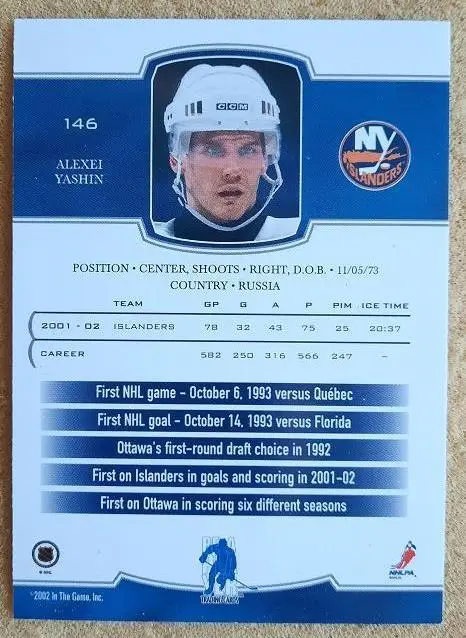 CCM
146
ALEXEI
YASHIN
NY
ISLANDERS
POSITION • CENTER, SHOOTS • RIGHT, D.O.B. • 11/05/73
COUNTRY • RUSSIA
TEAM GP G A P PIM ICE TIME
2001 - 02 ISLANDERS 78 32 43 75 25 20:37
CAREER 582 250 316 566 247 –
First NHL game – October 6, 1993 versus Québec
First NHL goal – October 14, 1993 versus Florida
Ottawa's first-round draft choice in 1992
First on Islanders in goals and scoring in 2001-02
First on Ottawa in scoring six different seasons
NHL
© NHL
TRADING CARDS
NHLPA
©2002 In The Game, Inc.